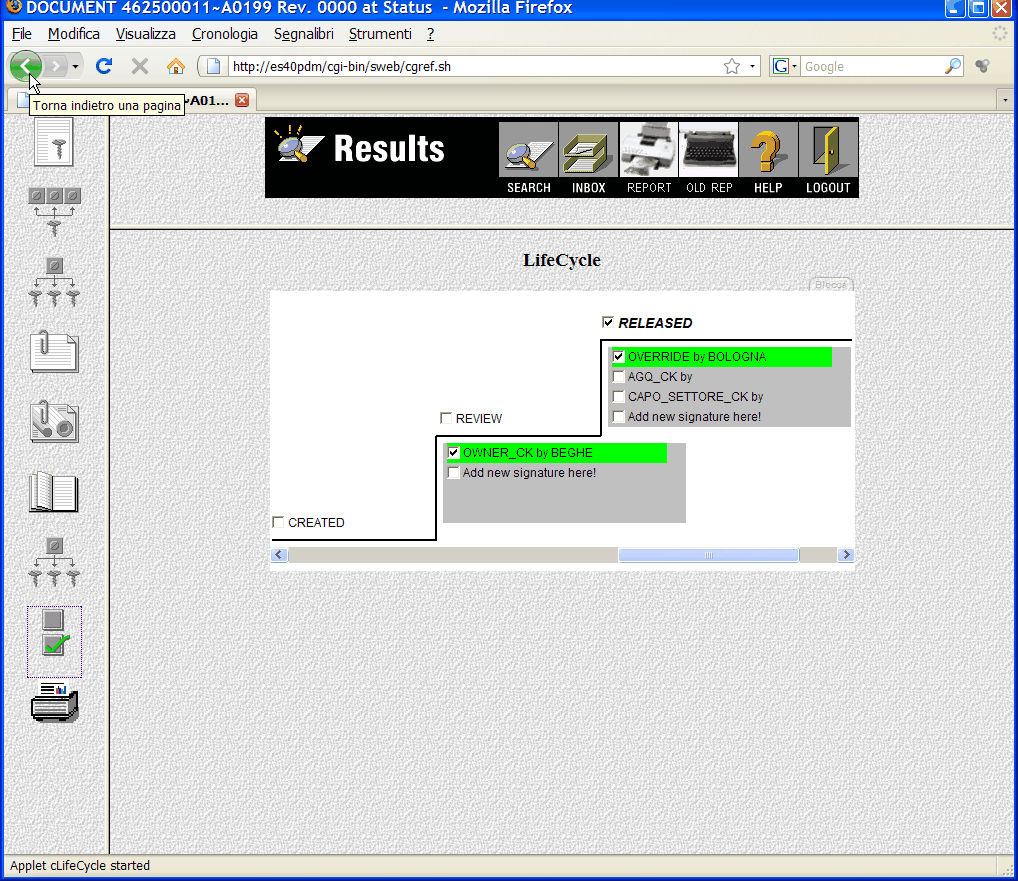 DOCUMENT 462500011~A0199 Rev. 0000 at Status - Mozilla Firefox
File Modifica Visualizza Cronologia Segnalibri Strumenti ?
http://es40pdm/cgi-bin/sweb/cgref.sh
G Google
Torna indietro una pagina
~A01...
Results
SEARCH INBOX REPORT OLD REP HELP LOGOUT
LifeCycle
Blocca
RELEASED
OVERRIDE by BOLOGNA
AGQ_CK by
CAPO_SETTORE_CK by
Add new signature here!
REVIEW
OWNER_CK by BEGHE
Add new signature here!
CREATED
Applet cLifeCycle started